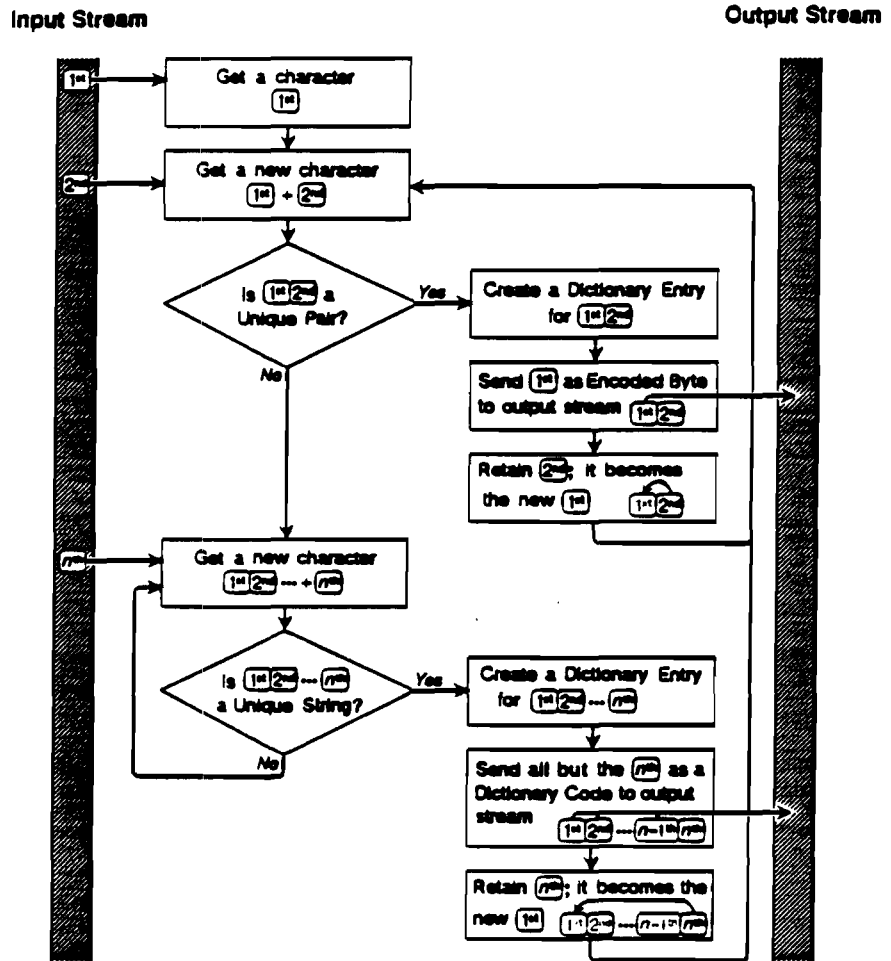 Input Stream
Output Stream
1st
Get a character
1st
2nd
Get a new character
1st + 2nd
Is 1st 2nd a
Unique Pair?
Yes
No
Create a Dictionary Entry
for 1st 2nd
Send 1st as Encoded Byte
to output stream 1st 2nd
Retain 2nd; it becomes
the new 1st 1st 2nd
nth
Get a new character
1st 2nd ... + nth
Is 1st 2nd ... nth
a Unique String?
Yes
No
Create a Dictionary Entry
for 1st 2nd ... nth
Send all but the nth as a
Dictionary Code to output
stream 1st 2nd ... n-1th nth
Retain nth; it becomes the
new 1st 1st 2nd ... n-1th nth